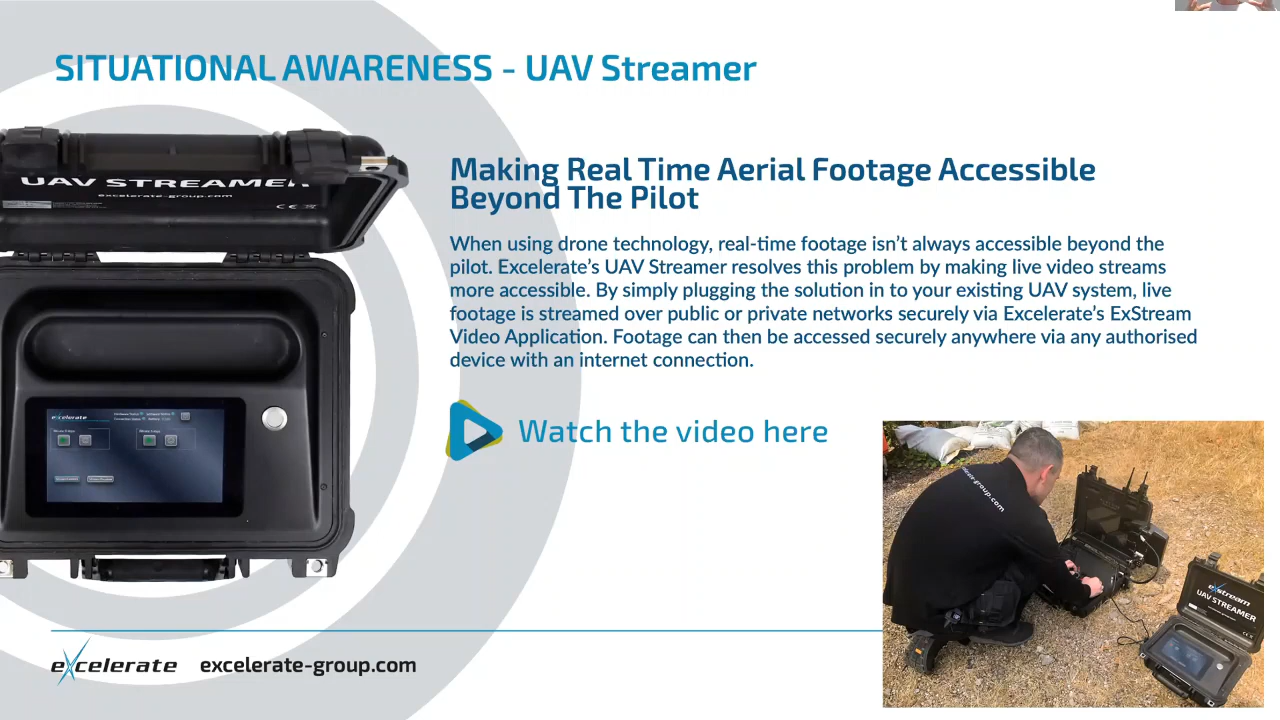 SITUATIONAL AWARENESS - UAV Streamer
UAV STREAMER
excelerate-group.com
Making Real Time Aerial Footage Accessible
Beyond The Pilot
When using drone technology, real-time footage isn't always accessible beyond the
pilot. Excelerate's UAV Streamer resolves this problem by making live video streams
more accessible. By simply plugging the solution in to your existing UAV system, live
footage is streamed over public or private networks securely via Excelerate's ExStream
Video Application. Footage can then be accessed securely anywhere via any authorised
device with an internet connection.
excelerate
Watch the video here
exstream
UAV STREAMER
excelerate excelerate-group.com